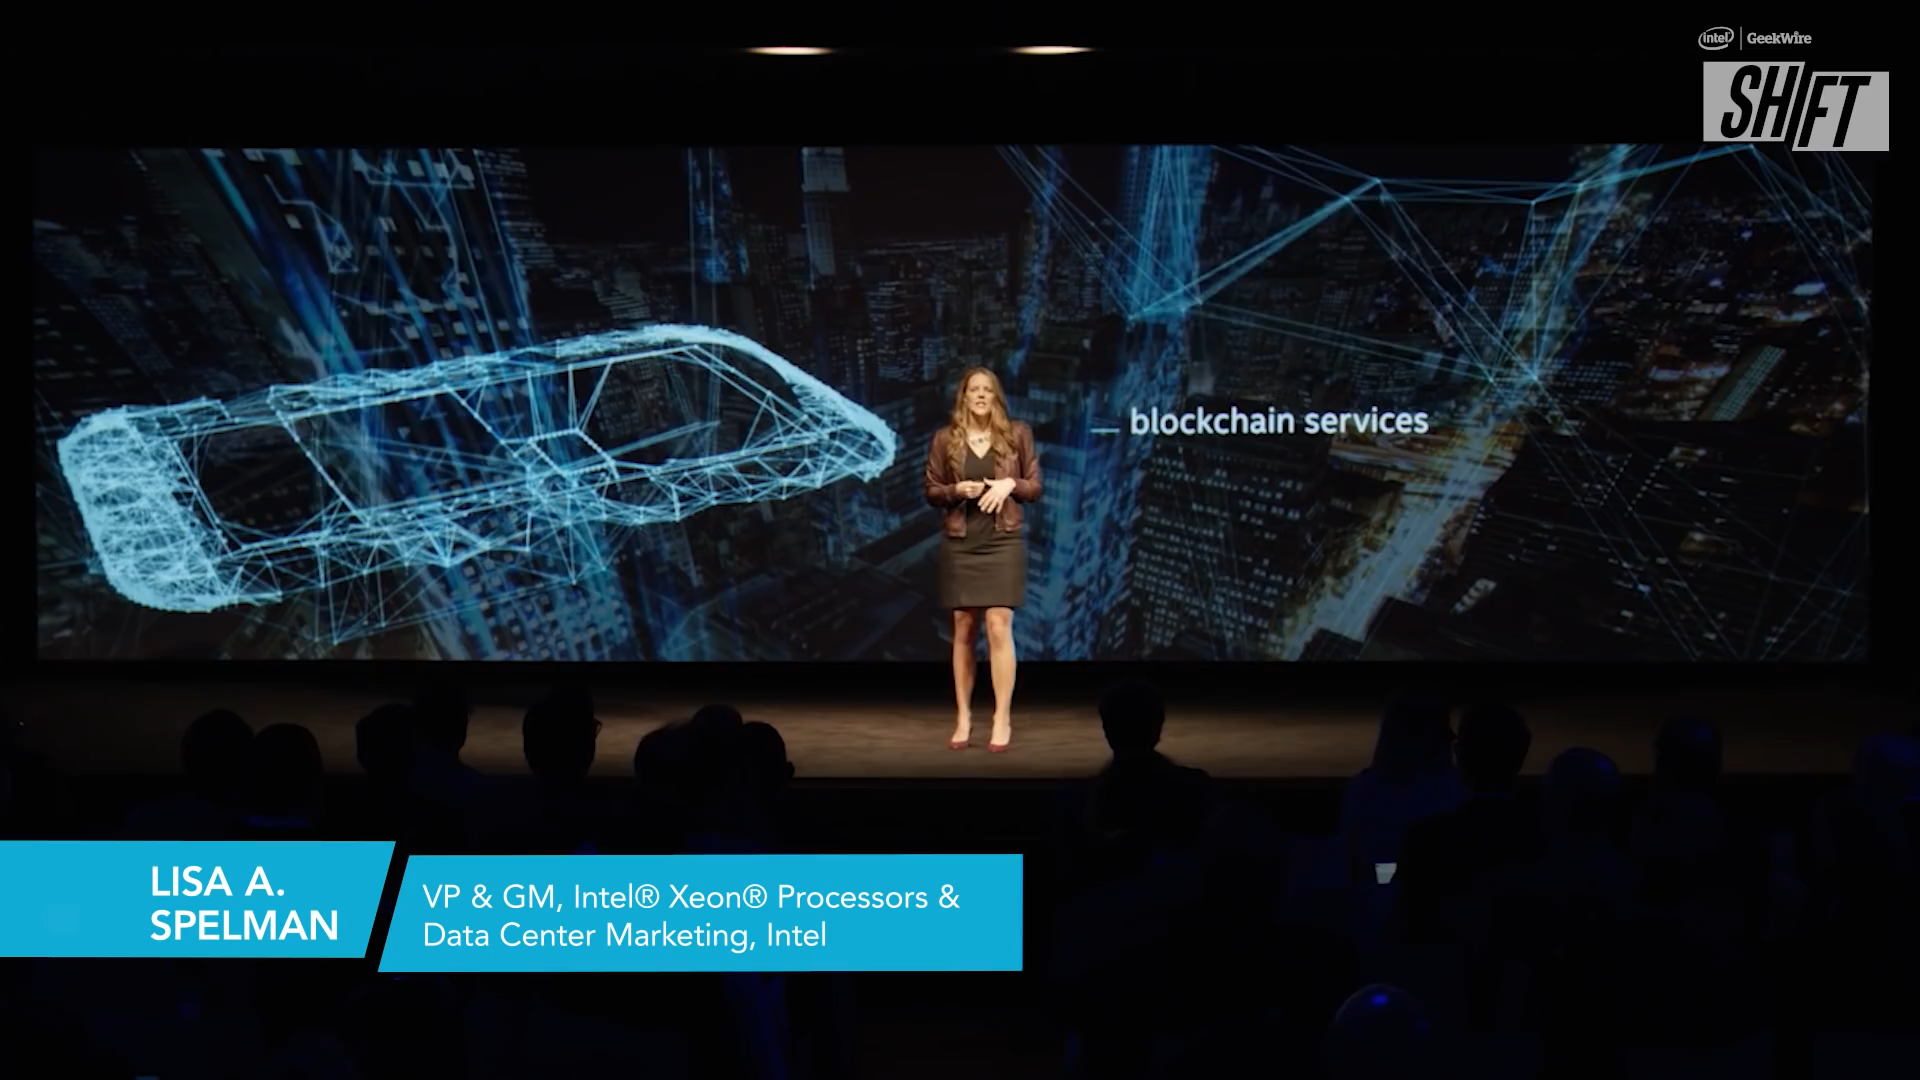 intel | GeekWire
SHIFT
blockchain services
LISA A.
SPELMAN
VP & GM, Intel® Xeon® Processors &
Data Center Marketing, Intel